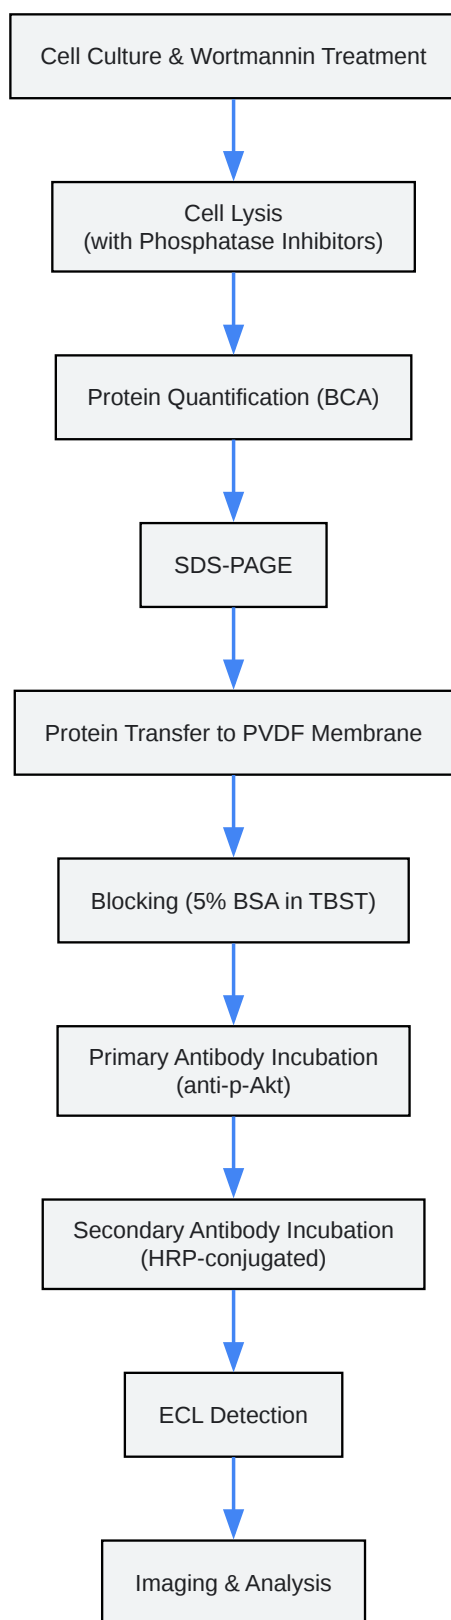 Cell Culture & Wortmannin Treatment
Cell Lysis
(with Phosphatase Inhibitors)
Protein Quantification (BCA)
SDS-PAGE
Protein Transfer to PVDF Membrane
Blocking (5% BSA in TBST)
Primary Antibody Incubation
(anti-p-Akt)
Secondary Antibody Incubation
(HRP-conjugated)
ECL Detection
Imaging & Analysis